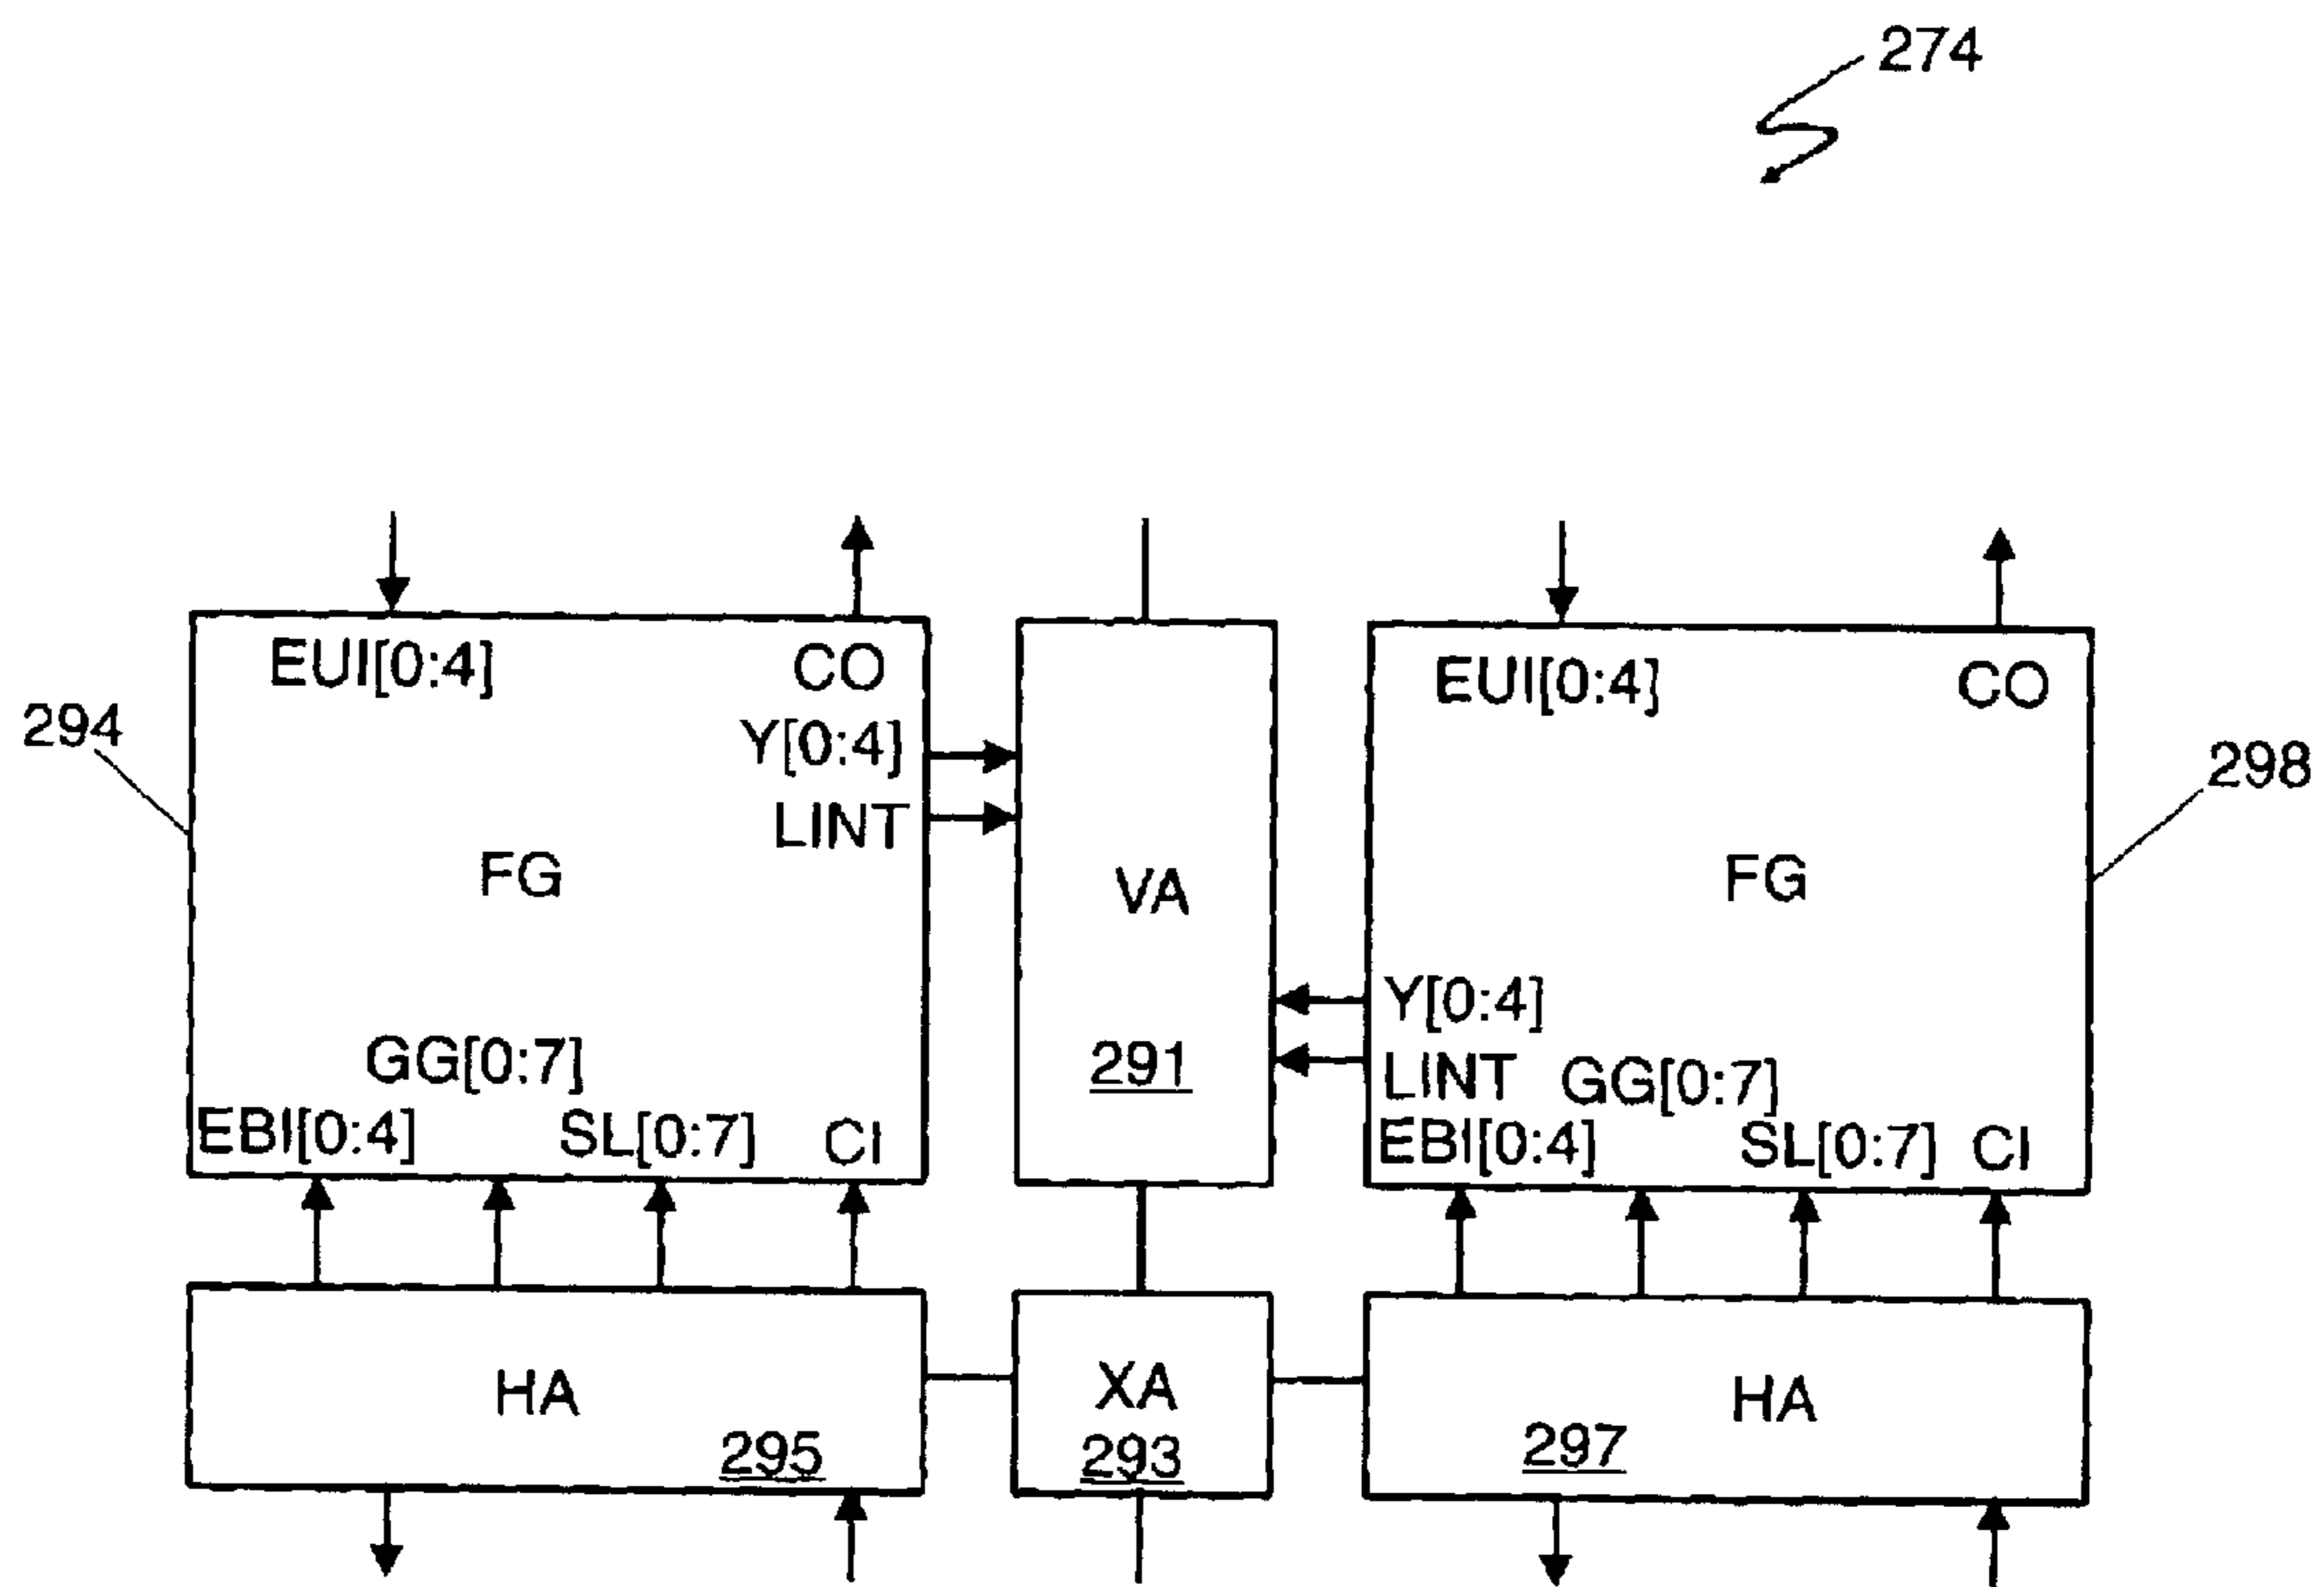 274
EUI[0:4] CO
Y[0:4]
LINT
294
FG
GG[0:7]
EBI[0:4] SL[0:7] CI
VA
291
EUI[0:4] CO
298
FG
Y[0:4]
LINT GG[0:7]
EBI[0:4] SL[0:7] CI
HA
295
XA
293
HA
297